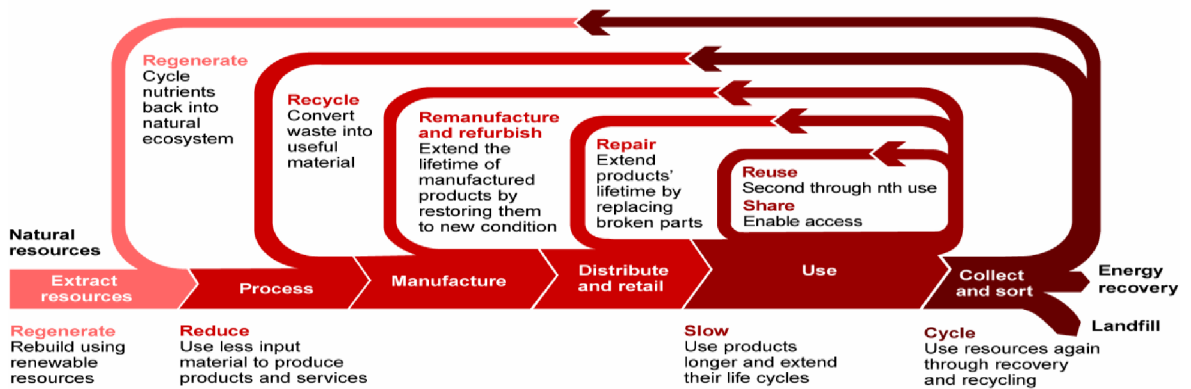 Regenerate
Cycle
nutrients
back into
natural
ecosystem
Recycle
Convert
waste into
useful
material
Remanufacture
and refurbish
Extend the
lifetime of
manufactured
products by
restoring them
to new condition
Repair
Extend
products’
lifetime by
replacing
broken parts
Reuse
Second through nth use
Share
Enable access
Natural
resources
Extract
resources
Process
Manufacture
Distribute
and retail
Use
Collect
and sort
Energy
recovery
Landfill
Regenerate
Rebuild using
renewable
resources
Reduce
Use less input
material to produce
products and services
Slow
Use products
longer and extend
their life cycles
Cycle
Use resources again
through recovery
and recycling